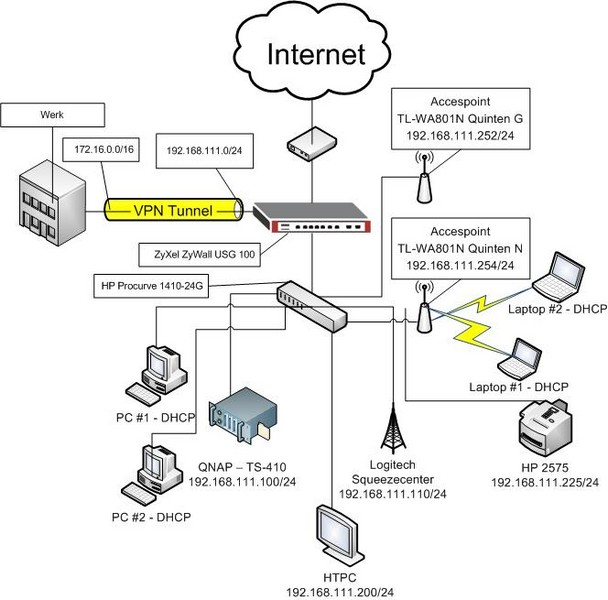 Internet
Accespoint
TL-WA801N Quinten G
192.168.111.252/24
Werk
172.16.0.0/16
192.168.111.0/24
VPN Tunnel
Accespoint
TL-WA801N Quinten N
192.168.111.254/24
ZyXel ZyWall USG 100
HP Procurve 1410-24G
Laptop #2 - DHCP
Laptop #1 - DHCP
PC #1 - DHCP
QNAP – TS-410
192.168.111.100/24
Logitech
Squeezecenter
192.168.111.110/24
HP 2575
192.168.111.225/24
PC #2 - DHCP
HTPC
192.168.111.200/24